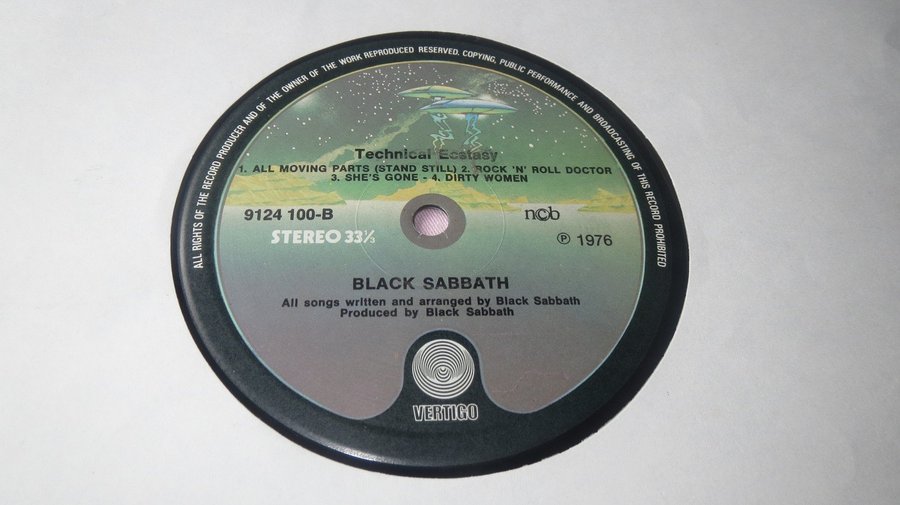 ALL RIGHTS OF THE RECORD PRODUCER AND OF THE OWNER OF THE WORK REPRODUCED RESERVED. COPYING, PUBLIC PERFORMANCE AND BROADCASTING OF THIS RECORD PROHIBITED
Technical Ecstasy
1. ALL MOVING PARTS (STAND STILL) 2. ROCK 'N' ROLL DOCTOR
3. SHE'S GONE - 4. DIRTY WOMEN
9124 100-B
ncb
STEREO 33⅓
Ⓟ 1976
BLACK SABBATH
All songs written and arranged by Black Sabbath
Produced by Black Sabbath
VERTIGO